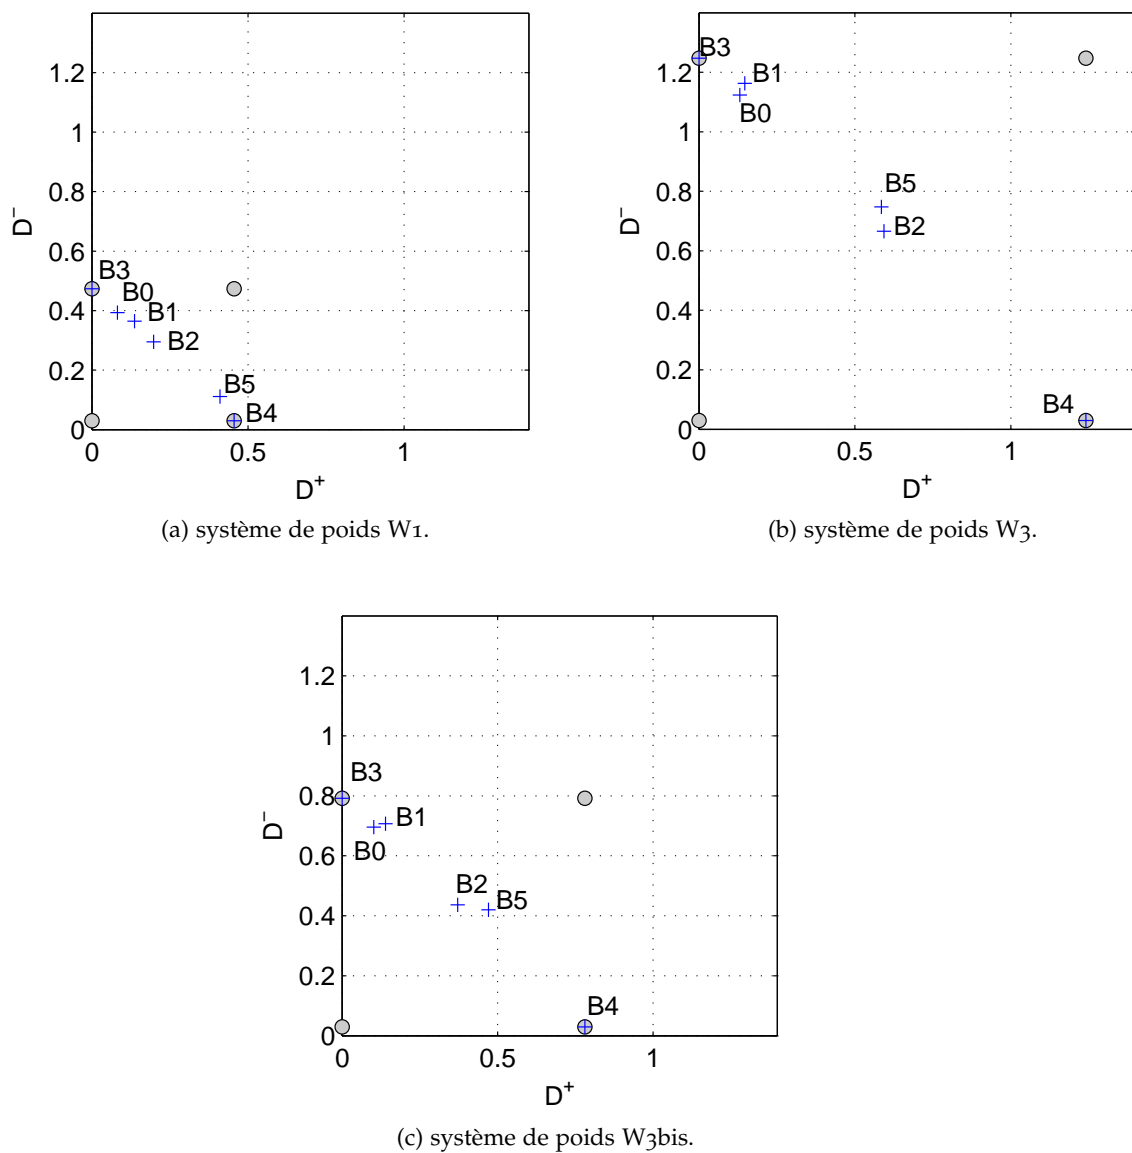 1.2
1
0.8
0.6
0.4
0.2
0
D⁻
B3
B0
B1
B2
B5
B4
0
0.5
1
D⁺
(a) système de poids W1.
1.2
1
0.8
0.6
0.4
0.2
0
D⁻
B3
B1
B0
B5
B2
B4
0
0.5
1
D⁺
(b) système de poids W3.
1.2
1
0.8
0.6
0.4
0.2
0
D⁻
B3
B1
B0
B2
B5
B4
0
0.5
1
D⁺
(c) système de poids W3bis.